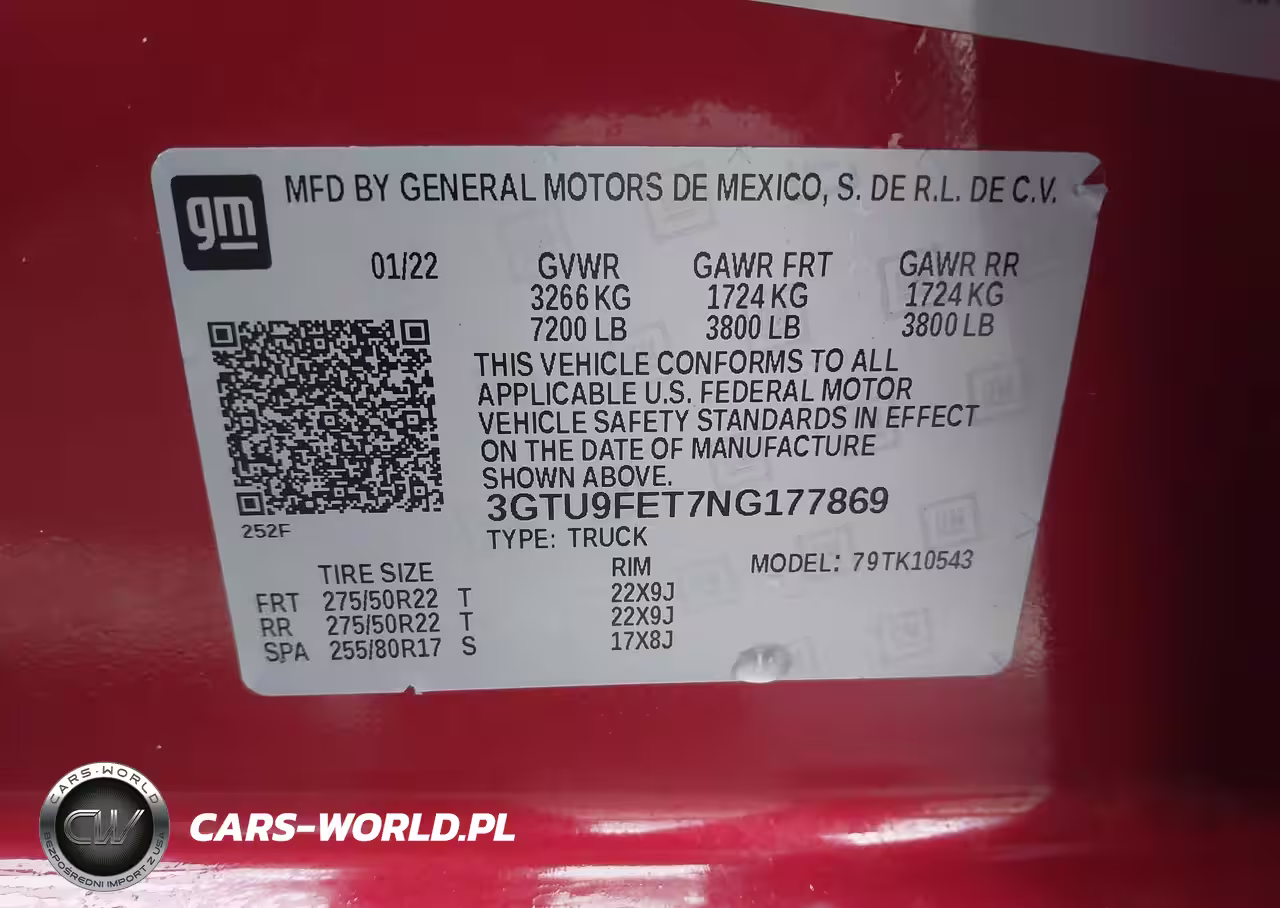 gm
MFD BY GENERAL MOTORS DE MEXICO, S. DE R.L. DE C.V.
01/22 GVWR GAWR FRT GAWR RR
3266 KG 1724 KG 1724 KG
7200 LB 3800 LB 3800 LB
THIS VEHICLE CONFORMS TO ALL
APPLICABLE U.S. FEDERAL MOTOR
VEHICLE SAFETY STANDARDS IN EFFECT
ON THE DATE OF MANUFACTURE
SHOWN ABOVE.
3GTU9FET7NG177869
252F
TYPE: TRUCK
MODEL: 79TK10543
TIRE SIZE RIM
FRT 275/50R22 T 22X9J
RR 275/50R22 T 22X9J
SPA 255/80R17 S 17X8J
CARS-WORLD
CW
BEZPOŚREDNI IMPORT Z USA
CARS-WORLD.PL